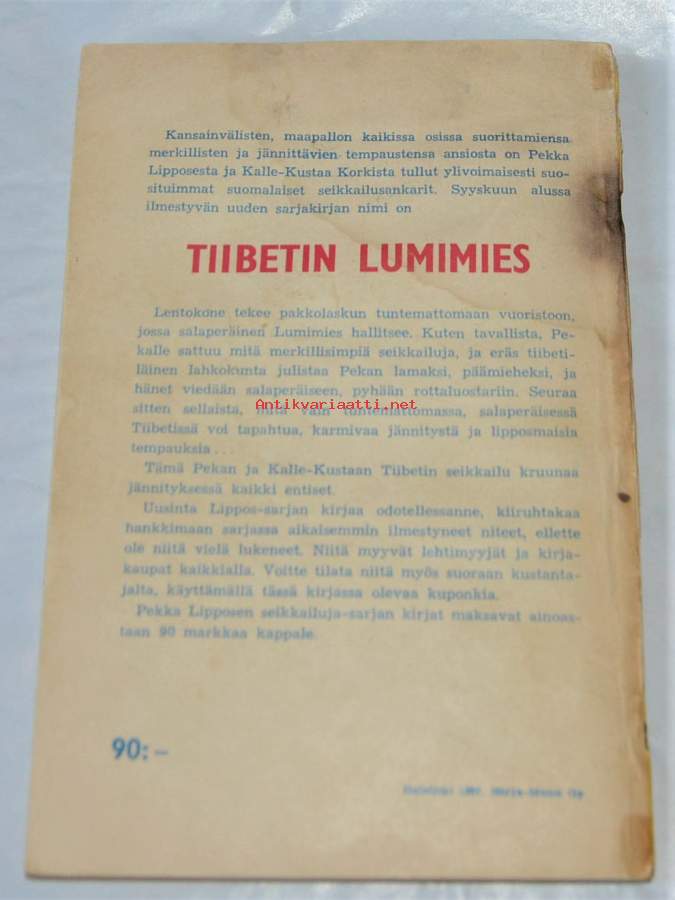 Kansainvälisten, maapallon kaikissa osissa suorittamiensa
merkillisten ja jännittävien tempaustensa ansiosta on Pekka
Lipposesta ja Kalle-Kustaa Korkista tullut ylivoimaisesti suo-
situimmat suomalaiset seikkailusankarit. Syyskuun alussa
ilmestyvän uuden sarjakirjan nimi on
TIIBETIN LUMIMIES
Lentokone tekee pakkolaskun tuntemattomaan vuoristoon,
jossa salaperäinen Lumimies hallitsee. Kuten tavallista, Pe-
kalle sattuu mitä merkillisimpiä seikkailuja, ja eräs tiibeti-
läinen lahkokunta julistaa Pekan lamaksi, päämieheksi, ja
hänet viedään salaperäiseen, pyhään rottaluostariin. Seuraa
Antikvariaatti.net
sitten sellaista, mitä vain tuntemattomassa, salaperäisessä
Tiibetissä voi tapahtua, karmivaa jännitystä ja lipposmaisia
tempauksia...
Tämä Pekan ja Kalle-Kustaan Tiibetin seikkailu kruunaa
jännityksessä kaikki entiset.
Uusinta Lippos-sarjan kirjaa odotellessanne, kiiruhtakaa
hankkimaan sarjassa aikaisemmin ilmestyneet niteet, ellette
ole niitä vielä lukeneet. Niitä myyvät lehtimyyjät ja kirja-
kaupat kaikkialla. Voitte tilata niitä myös suoraan kustanta-
jalta, käyttämällä tässä kirjassa olevaa kuponkia.
Pekka Lipposen seikkailuja-sarjan kirjat maksavat ainoas-
taan 90 markkaa kappale.
90:–
Helsinki Oy